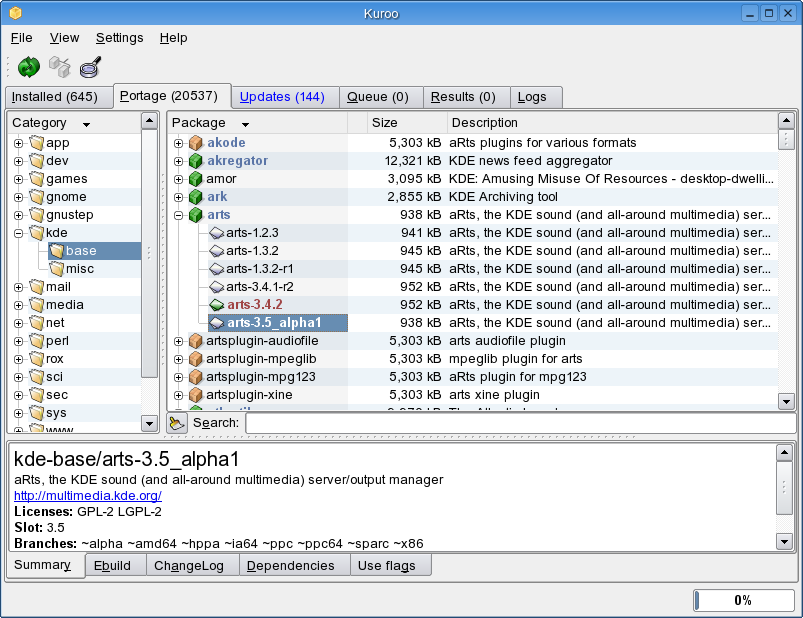 Kuroo
File View Settings Help
Installed (645) Portage (20537) Updates (144) Queue (0) Results (0) Logs
Category Package Size Description
app akode 5,303 kB aRts plugins for various formats
dev akregator 12,321 kB KDE news feed aggregator
games amor 3,095 kB KDE: Amusing Misuse Of Resources - desktop-dwelli...
gnome ark 2,855 kB KDE Archiving tool
gnustep arts 938 kB aRts, the KDE sound (and all-around multimedia) ser...
kde arts-1.2.3 941 kB aRts, the KDE sound (and all-around multimedia) ser...
base arts-1.3.2 945 kB aRts, the KDE sound (and all-around multimedia) ser...
misc arts-1.3.2-r1 945 kB aRts, the KDE sound (and all-around multimedia) ser...
mail arts-3.4.1-r2 952 kB aRts, the KDE sound (and all-around multimedia) ser...
media arts-3.4.2 952 kB aRts, the KDE sound (and all-around multimedia) ser...
net arts-3.5_alpha1 938 kB aRts, the KDE sound (and all-around multimedia) ser...
perl artsplugin-audiofile 5,303 kB arts audiofile plugin
rox artsplugin-mpeglib 5,303 kB mpeglib plugin for arts
sci artsplugin-mpg123 5,303 kB aRts plugin for mpg123
sec artsplugin-xine 5,303 kB arts xine plugin
sys
www
Search:
kde-base/arts-3.5_alpha1
aRts, the KDE sound (and all-around multimedia) server/output manager
http://multimedia.kde.org/
Licenses: GPL-2 LGPL-2
Slot: 3.5
Branches: ~alpha ~amd64 ~hppa ~ia64 ~ppc ~ppc64 ~sparc ~x86
Summary Ebuild ChangeLog Dependencies Use flags
0%